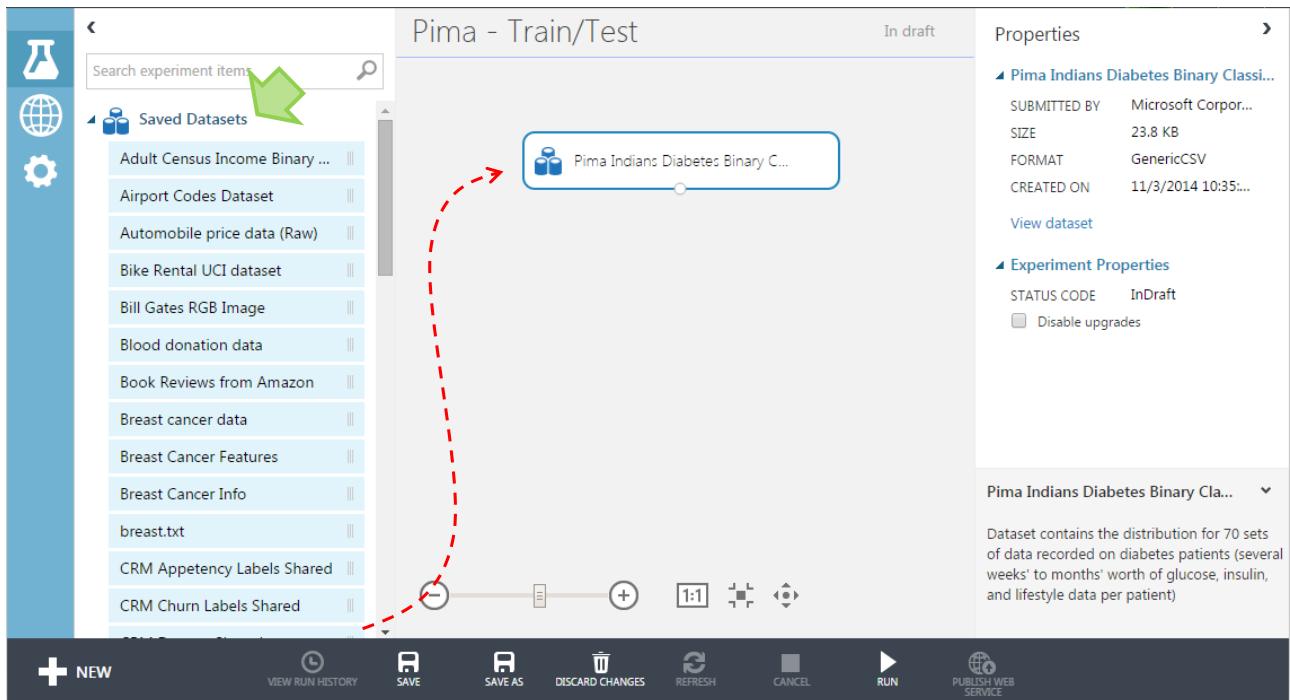 Search experiment items
Saved Datasets
Adult Census Income Binary ...
Airport Codes Dataset
Automobile price data (Raw)
Bike Rental UCI dataset
Bill Gates RGB Image
Blood donation data
Book Reviews from Amazon
Breast cancer data
Breast Cancer Features
Breast Cancer Info
breast.txt
CRM Appetency Labels Shared
CRM Churn Labels Shared
Pima - Train/Test
In draft
Pima Indians Diabetes Binary C...
1:1
Properties
Pima Indians Diabetes Binary Classi...
SUBMITTED BY Microsoft Corpor...
SIZE 23.8 KB
FORMAT GenericCSV
CREATED ON 11/3/2014 10:35:...
View dataset
Experiment Properties
STATUS CODE InDraft
Disable upgrades
Pima Indians Diabetes Binary Cla...
Dataset contains the distribution for 70 sets
of data recorded on diabetes patients (several
weeks' to months' worth of glucose, insulin,
and lifestyle data per patient)
NEW
VIEW RUN HISTORY
SAVE
SAVE AS
DISCARD CHANGES
REFRESH
CANCEL
RUN
PUBLISH WEB
SERVICE